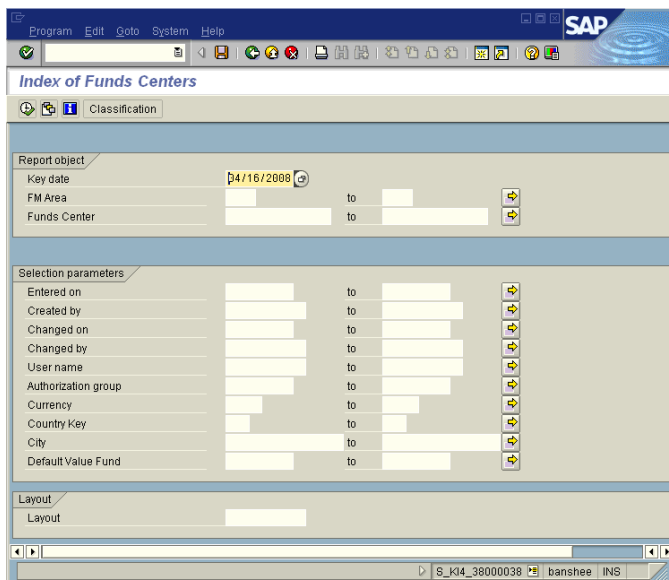 Program Edit Goto System Help
SAP
Index of Funds Centers
Classification
Report object
Key date 04/16/2008
FM Area to
Funds Center to
Selection parameters
Entered on to
Created by to
Changed on to
Changed by to
User name to
Authorization group to
Currency to
Country Key to
City to
Default Value Fund to
Layout
Layout
S_KI4_38000038 banshee INS